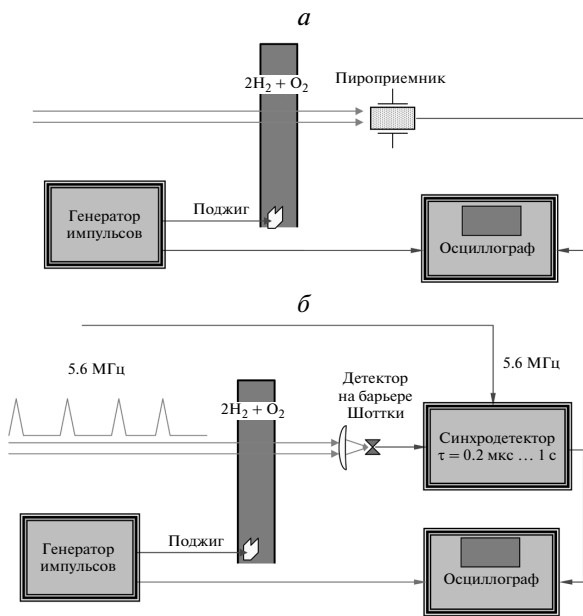 а
2H₂ + O₂
Пироприемник
Генератор
импульсов
Поджиг
Осциллограф
б
5.6 МГц
5.6 МГц
2H₂ + O₂
Детектор
на барьере
Шоттки
Синхродетектор
τ = 0.2 мкс ... 1 с
Генератор
импульсов
Поджиг
Осциллограф